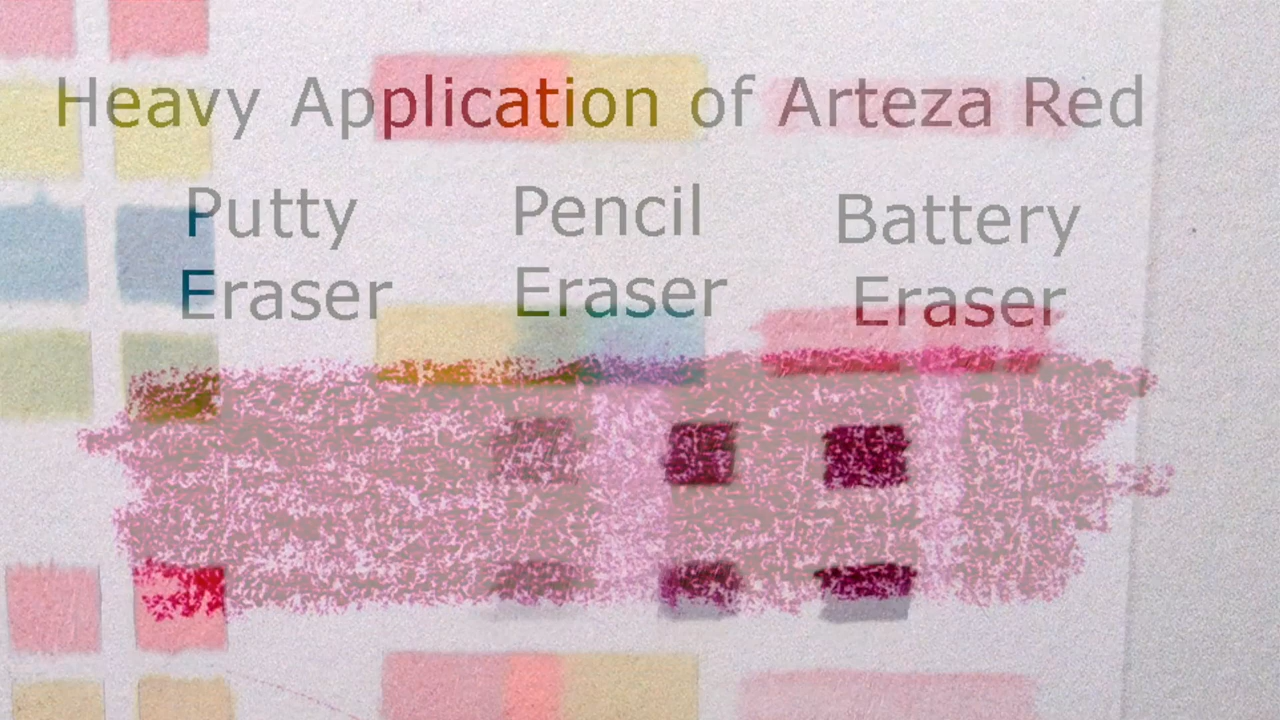 Heavy Application of Arteza Red
Putty Pencil Battery
Eraser Eraser Eraser